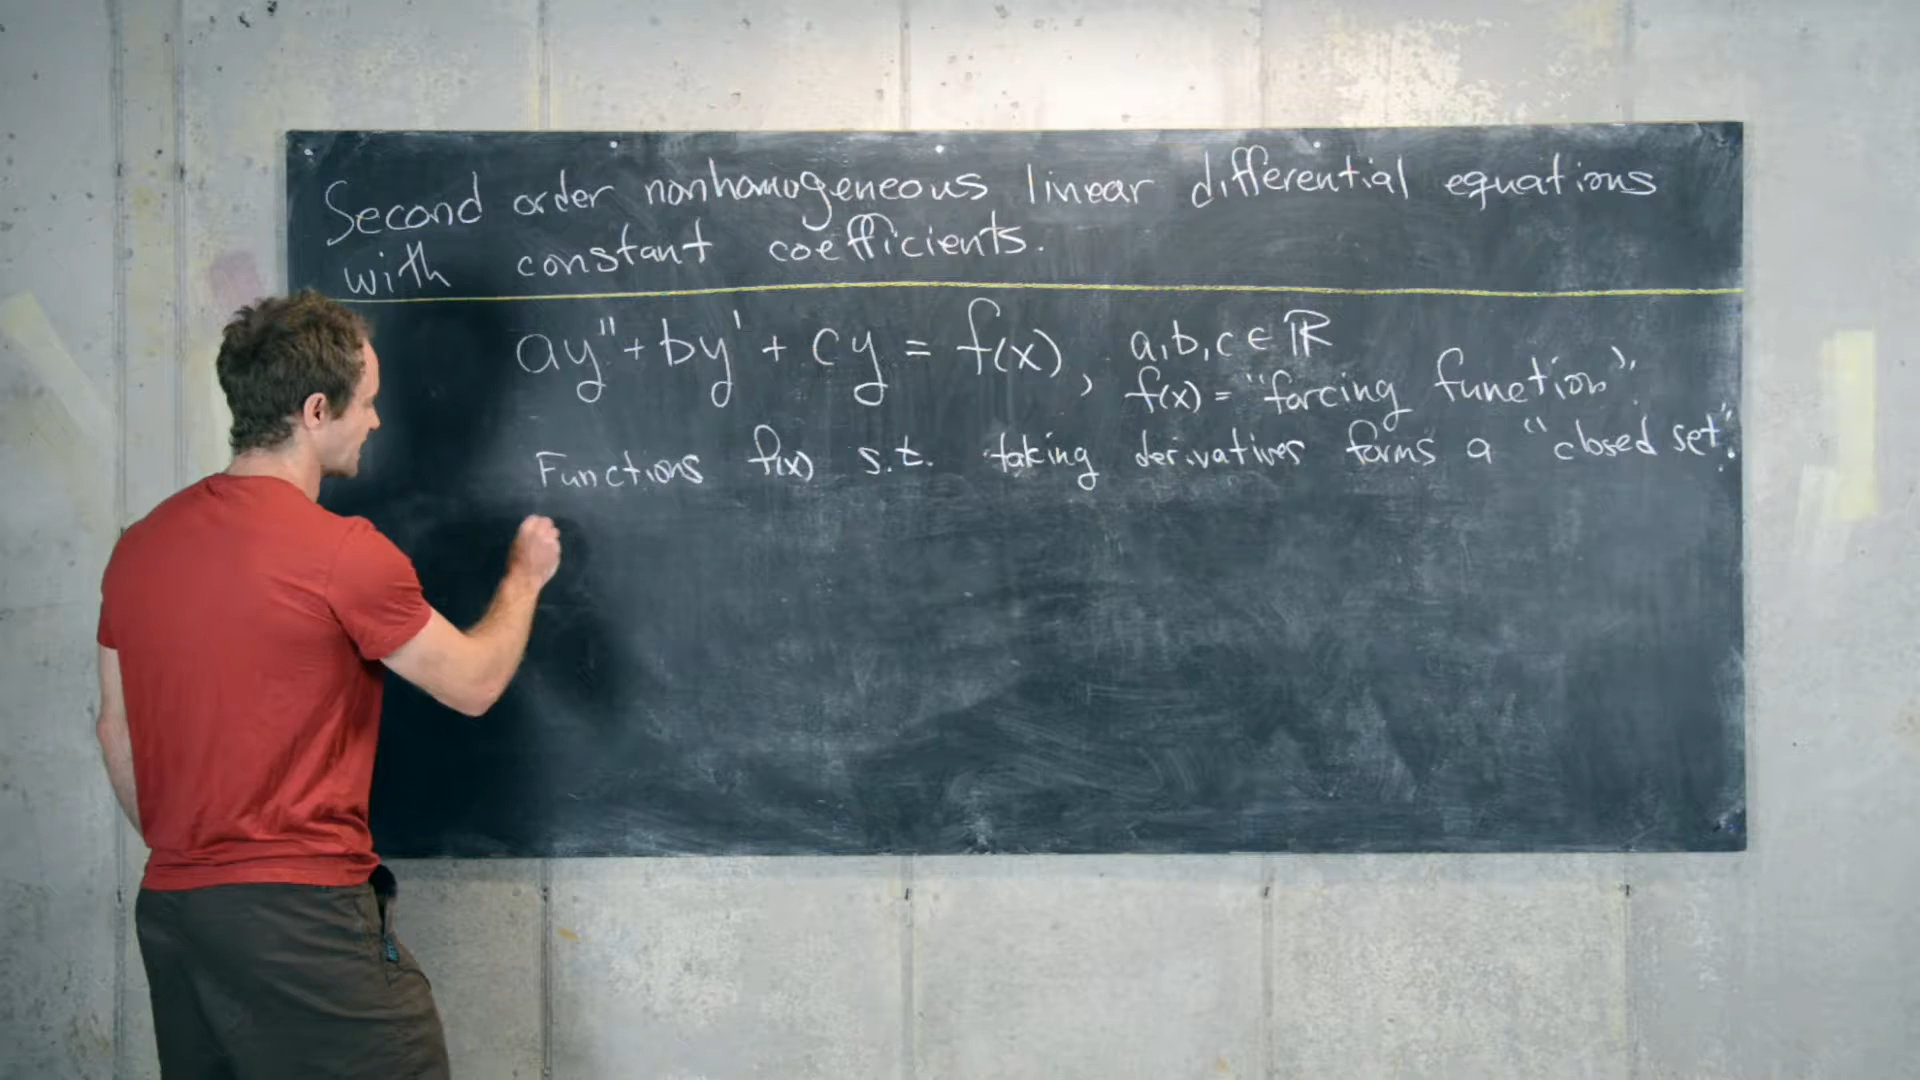 Second order nonhomogeneous linear differential equations
with constant coefficients.
ay"+by'+cy = f(x), a,b,c ∈ ℝ
f(x) = "forcing function".
Functions f(x) s.t. taking derivatives forms a "closed set".